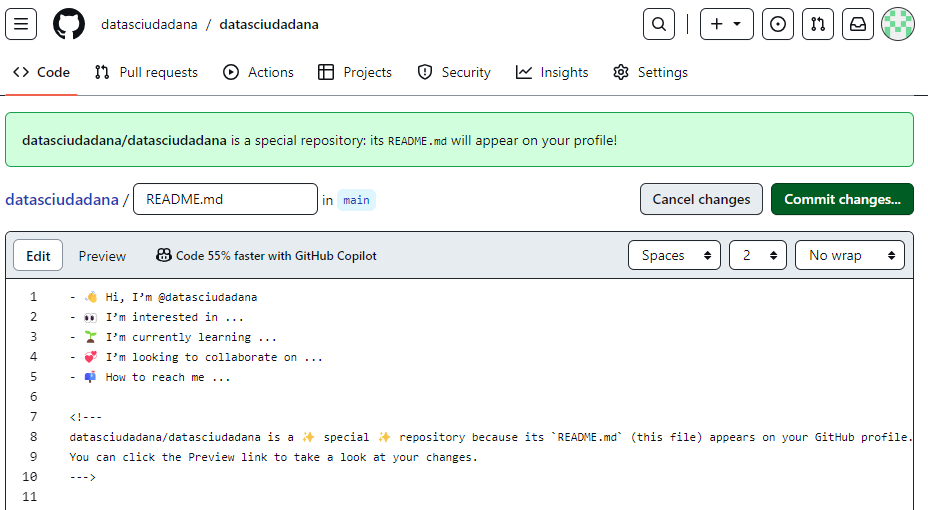 datasciudadana / datasciudadana
Code Pull requests Actions Projects Security Insights Settings
datasciudadana/datasciudadana is a special repository: its README.md will appear on your profile!
datasciudadana / README.md in main Cancel changes Commit changes...
Edit Preview Code 55% faster with GitHub Copilot Spaces 2 No wrap
1 - 👋 Hi, I’m @datasciudadana
2 - 👀 I’m interested in ...
3 - 🌱 I’m currently learning ...
4 - 💞️ I’m looking to collaborate on ...
5 - 📫 How to reach me ...
6
7 <!---
8 datasciudadana/datasciudadana is a ✨ special ✨ repository because its `README.md` (this file) appears on your GitHub profile.
9 You can click the Preview link to take a look at your changes.
10 --->
11